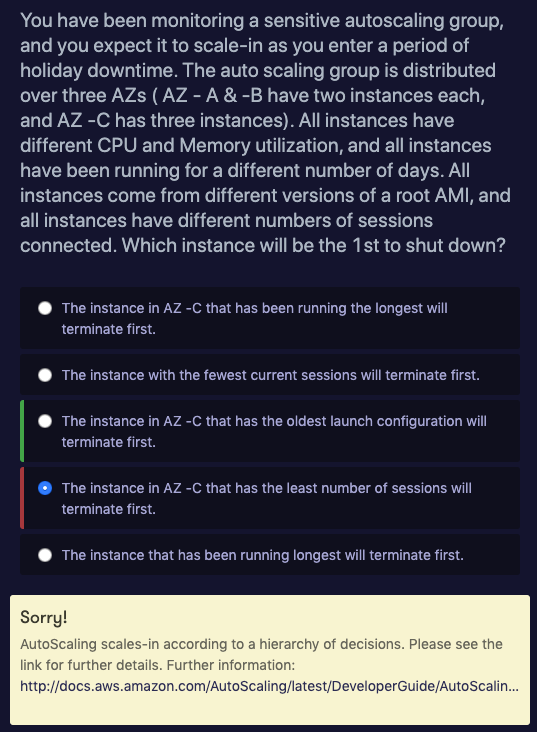 You have been monitoring a sensitive autoscaling group,
and you expect it to scale-in as you enter a period of
holiday downtime. The auto scaling group is distributed
over three AZs ( AZ - A & -B have two instances each,
and AZ -C has three instances). All instances have
different CPU and Memory utilization, and all instances
have been running for a different number of days. All
instances come from different versions of a root AMI, and
all instances have different numbers of sessions
connected. Which instance will be the 1st to shut down?
The instance in AZ -C that has been running the longest will
terminate first.
The instance with the fewest current sessions will terminate first.
The instance in AZ -C that has the oldest launch configuration will
terminate first.
The instance in AZ -C that has the least number of sessions will
terminate first.
The instance that has been running longest will terminate first.
Sorry!
AutoScaling scales-in according to a hierarchy of decisions. Please see the
link for further details. Further information:
http://docs.aws.amazon.com/AutoScaling/latest/DeveloperGuide/AutoScalin...